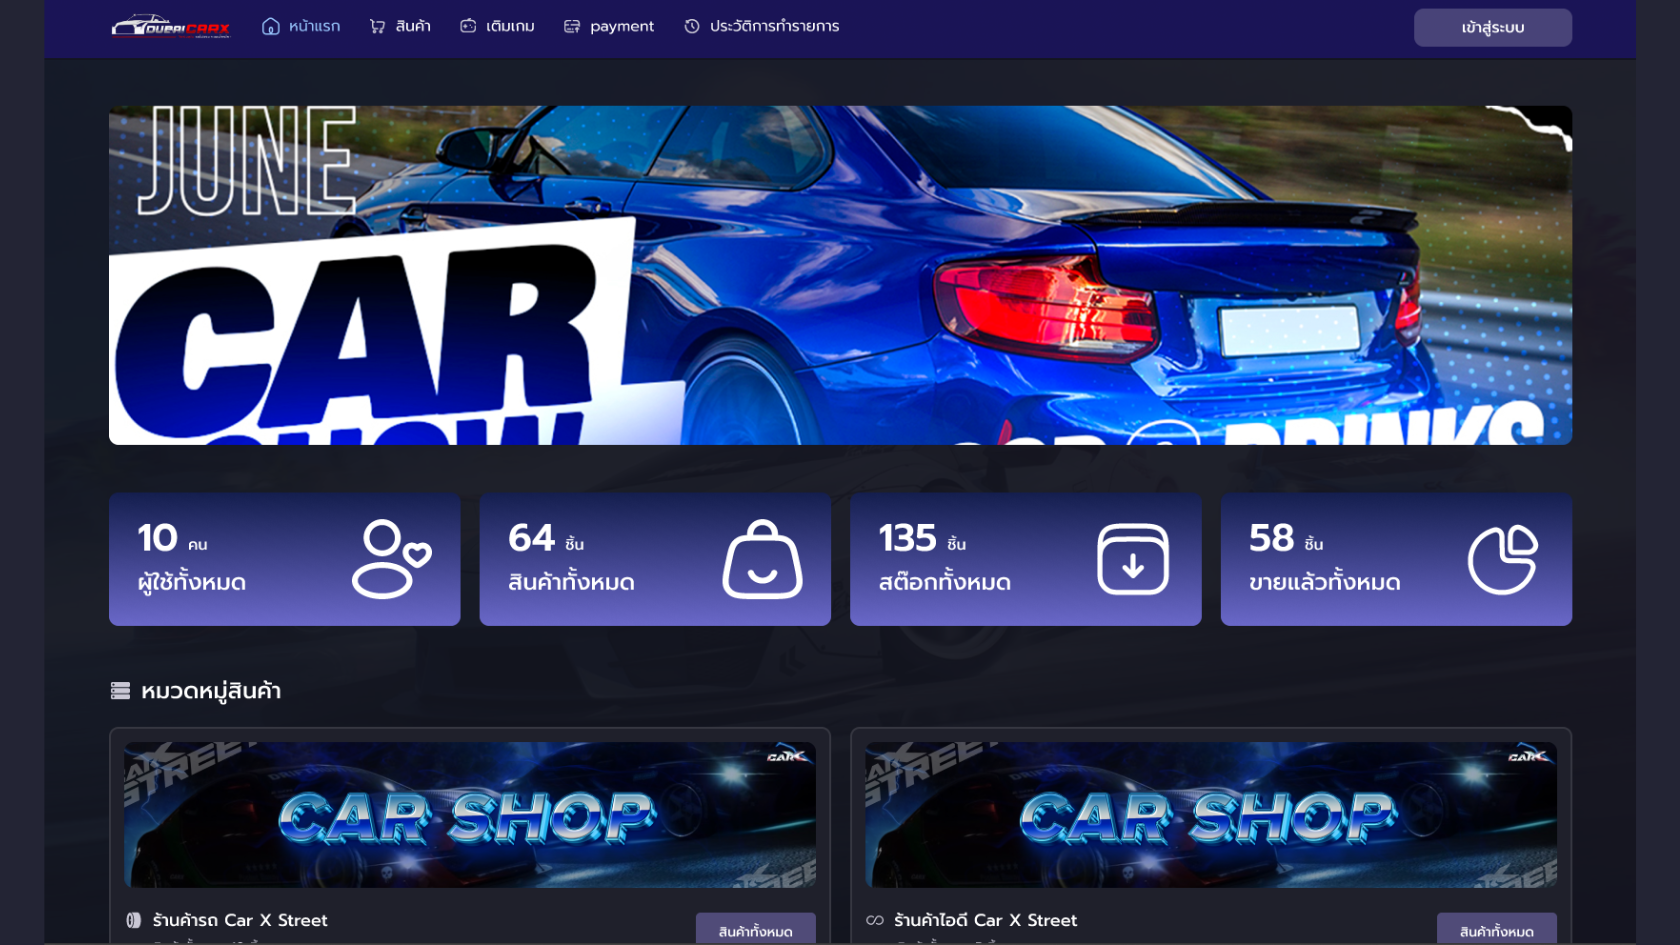 DUBAICARX
หน้าแรก
สินค้า
เติมเกม
payment
ประวัติการทำรายการ
เข้าสู่ระบบ
JUNE
CAR
SHOW
DRINKS
10 คน
ผู้ใช้ทั้งหมด
64 ชิ้น
สินค้าทั้งหมด
135 ชิ้น
สต๊อกทั้งหมด
58 ชิ้น
ขายแล้วทั้งหมด
หมวดหมู่สินค้า
STREET
CARX
CAR SHOP
ร้านค้ารถ Car X Street
สินค้าทั้งหมด
STREET
CARX
CAR SHOP
ร้านค้าไอดี Car X Street
สินค้าทั้งหมด